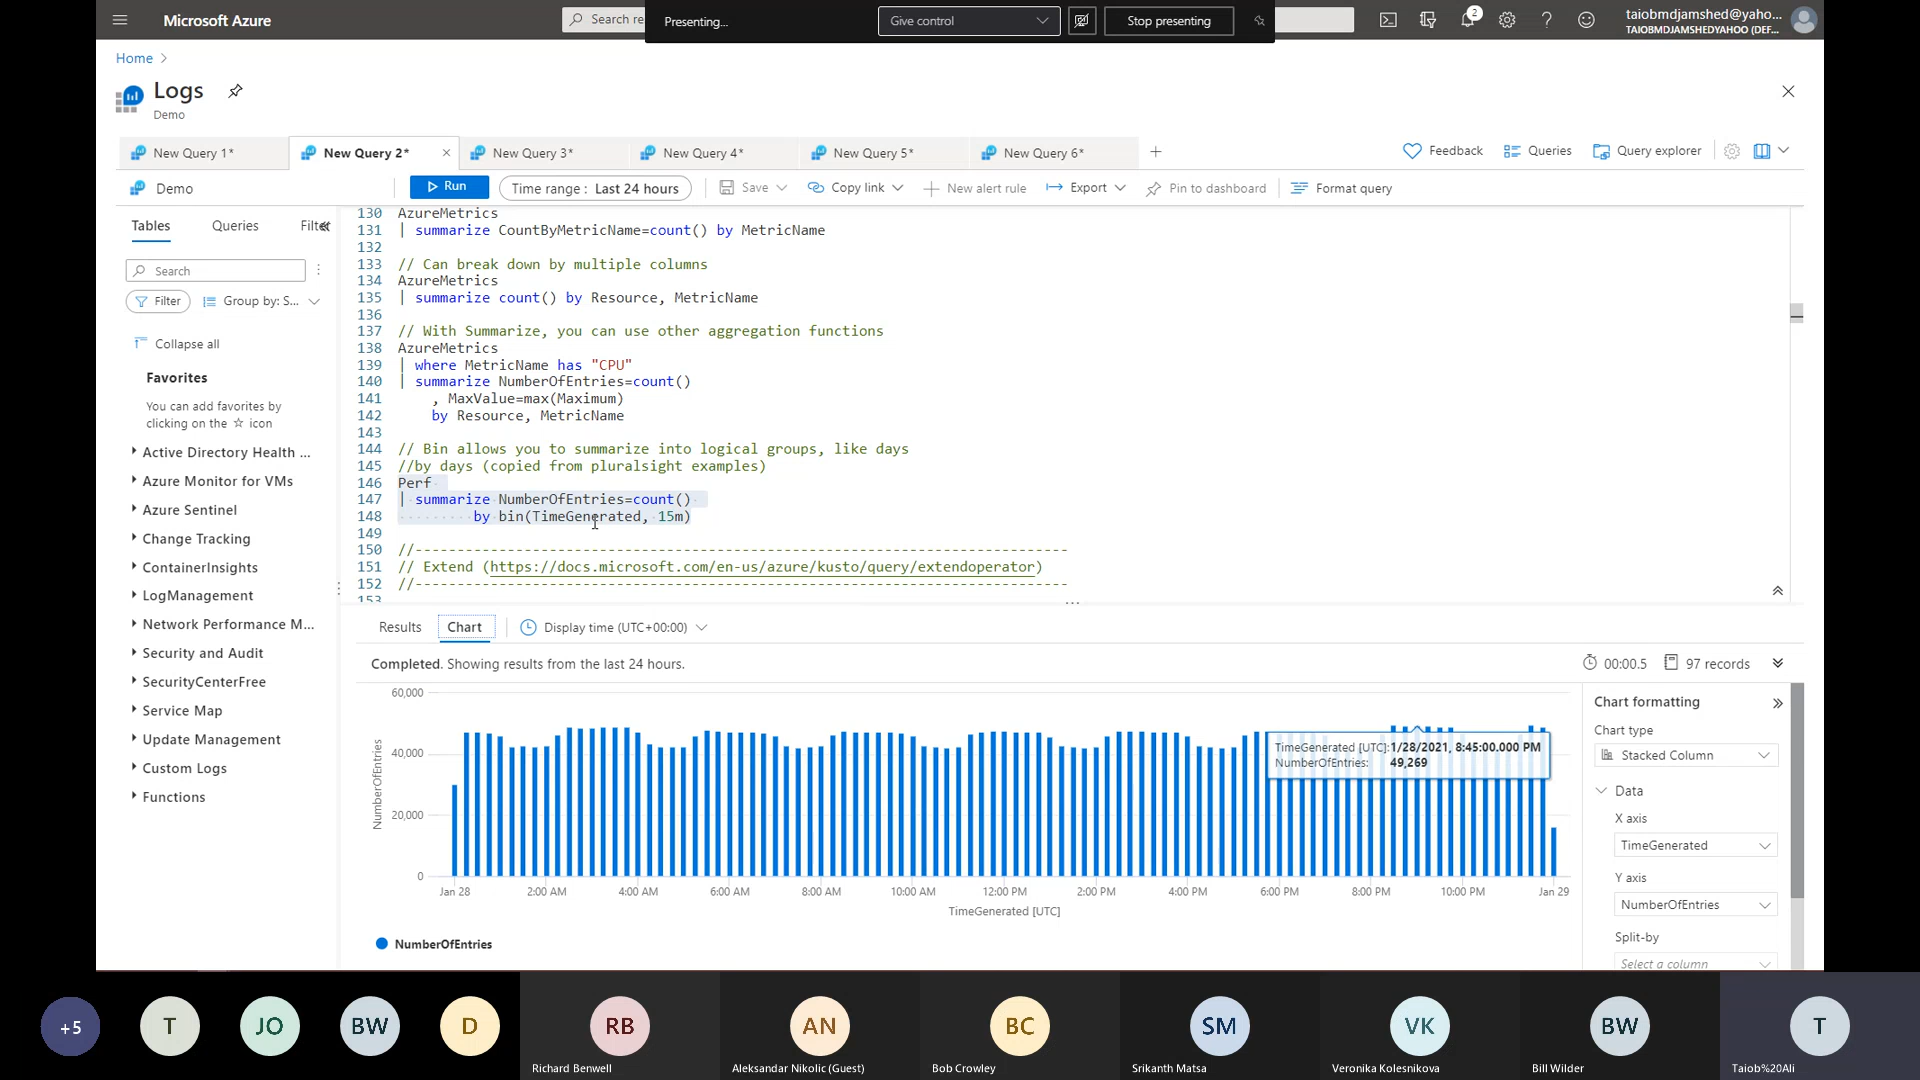 Microsoft Azure
Search re
Presenting...
Give control
Stop presenting
2
taiobmdjamshed@yaho...
TAIOBMDJAMSHEDYAHOO (DEF...
Home
Logs
Demo
New Query 1*
New Query 2*
New Query 3*
New Query 4*
New Query 5*
New Query 6*
Feedback
Queries
Query explorer
Demo
Run
Time range : Last 24 hours
Save
Copy link
New alert rule
Export
Pin to dashboard
Format query
Tables
Queries
Filter
Search
Filter
Group by: S...
Collapse all
Favorites
You can add favorites by
clicking on the ☆ icon
Active Directory Health ...
Azure Monitor for VMs
Azure Sentinel
Change Tracking
ContainerInsights
LogManagement
Network Performance M...
Security and Audit
SecurityCenterFree
Service Map
Update Management
Custom Logs
Functions
130 AzureMetrics
131 | summarize CountByMetricName=count() by MetricName
132
133 // Can break down by multiple columns
134 AzureMetrics
135 | summarize count() by Resource, MetricName
136
137 // With Summarize, you can use other aggregation functions
138 AzureMetrics
139 | where MetricName has "CPU"
140 | summarize NumberOfEntries=count()
141 , MaxValue=max(Maximum)
142 by Resource, MetricName
143
144 // Bin allows you to summarize into logical groups, like days
145 //by days (copied from pluralsight examples)
146 Perf
147 | summarize NumberOfEntries=count()
148 by bin(TimeGenerated, 15m)
149
150 //------------------------------------------------------------------------------
151 // Extend (https://docs.microsoft.com/en-us/azure/kusto/query/extendoperator)
152 //------------------------------------------------------------------------------
153
Results
Chart
Display time (UTC+00:00)
Completed. Showing results from the last 24 hours.
00:00.5
97 records
60,000
40,000
20,000
0
NumberOfEntries
TimeGenerated [UTC]:1/28/2021, 8:45:00.000 PM
NumberOfEntries: 49,269
Jan 28
2:00 AM
4:00 AM
6:00 AM
8:00 AM
10:00 AM
12:00 PM
2:00 PM
4:00 PM
6:00 PM
8:00 PM
10:00 PM
Jan 29
TimeGenerated [UTC]
NumberOfEntries
Chart formatting
Chart type
Stacked Column
Data
X axis
TimeGenerated
Y axis
NumberOfEntries
Split-by
Select a column
+5
T
JO
BW
D
RB
Richard Benwell
AN
Aleksandar Nikolic (Guest)
BC
Bob Crowley
SM
Srikanth Matsa
VK
Veronika Kolesnikova
BW
Bill Wilder
T
Taiob%20Ali